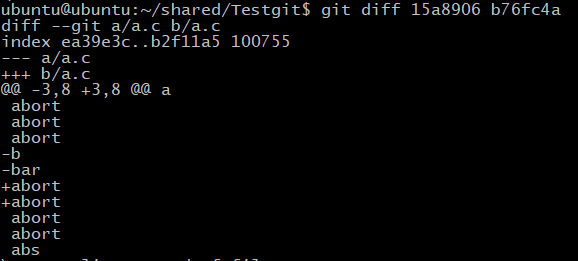 ubuntu@ubuntu:~/shared/Testgit$ git diff 15a8906 b76fc4a
diff --git a/a.c b/a.c
index ea39e3c..b2f11a5 100755
--- a/a.c
+++ b/a.c
@@ -3,8 +3,8 @@ a
 abort
 abort
 abort
-b
-bar
+abort
+abort
 abort
 abort
 abs